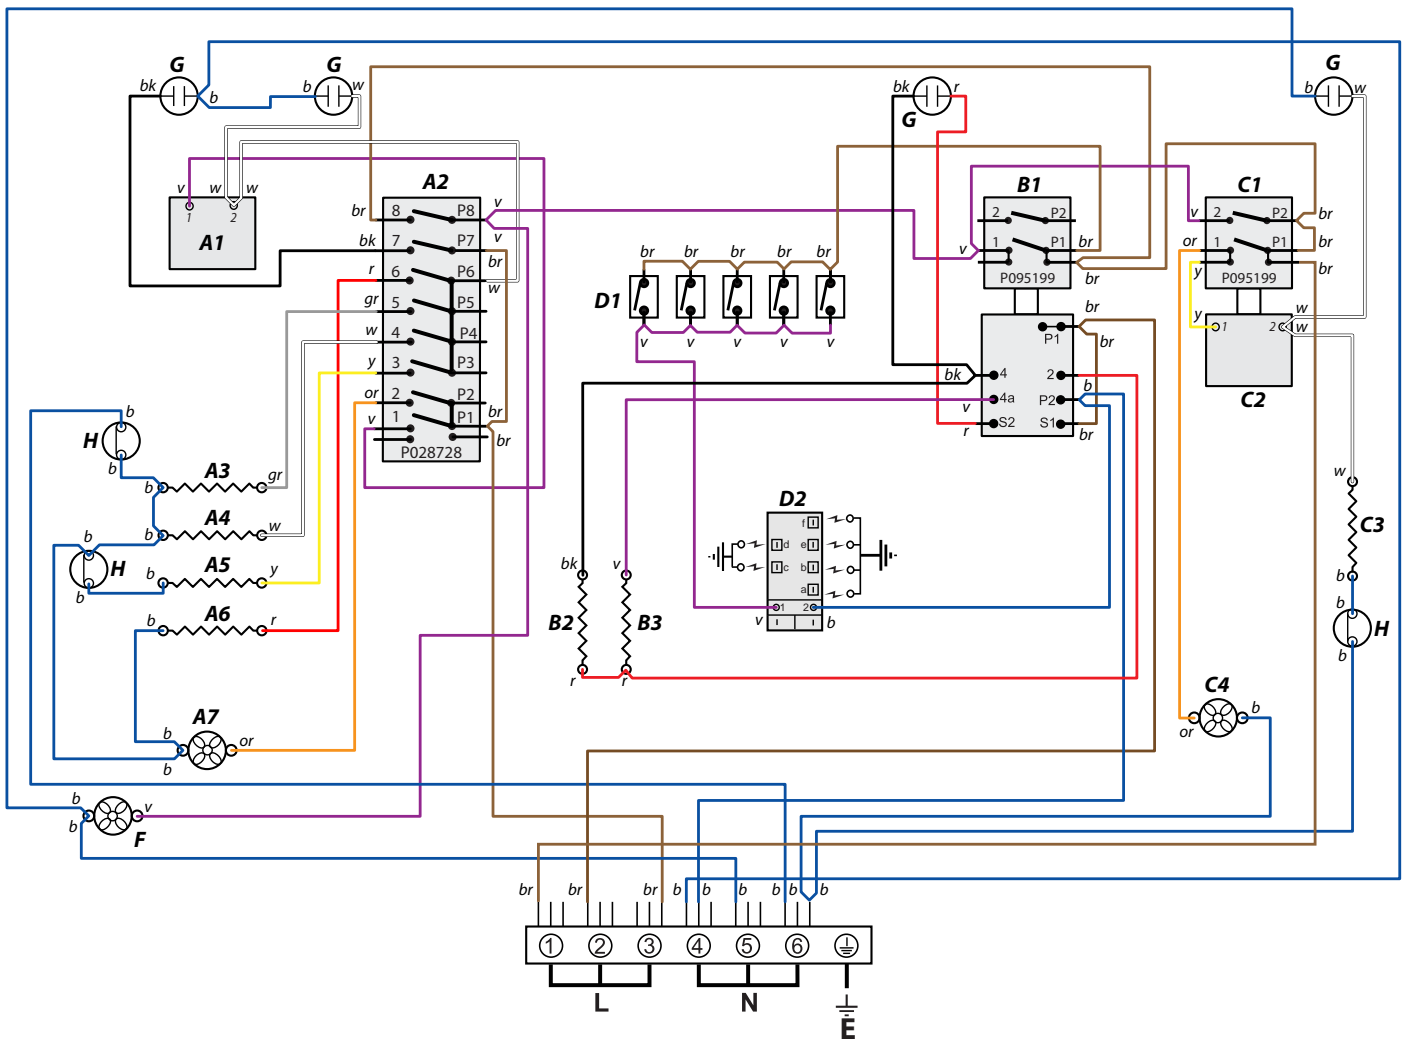 G G G
bk b b w bk r b w
G
v w w
1 2
A1
A2
br 8 P8 v
bk 7 P7 v
br
r 6 P6 w
gr 5 P5
w 4 P4
y 3 P3
or 2 P2
v 1 P1 br
br
P028728
B1
2 P2
v 1 P1 br
br
P095199
C1
v 2 P2 br
or 1 P1 br
y br
P095199
y 1 2 w
w
C2
br br br br br
D1
v v v v v
br
P1 br
bk 4 2 b
v 4a P2
r S2 S1 br
H b
b
b A3 gr
b A4 w
H b
b
b A5 y
b A6 r
A7
b or
b
b v
b F
D2
f
d e
c b
a
1 2
v b
bk v
B2 B3
r r
w
C3
b
b H
b
C4
b
or
br br br b b b b b b
1 2 3 4 5 6
L N E